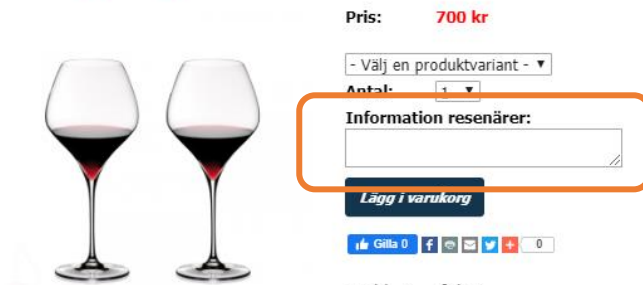 Pris: 700 kr
- Välj en produktvariant -
Antal: 1
Information resenärer:
Lägg i varukorg
Gilla 0
0